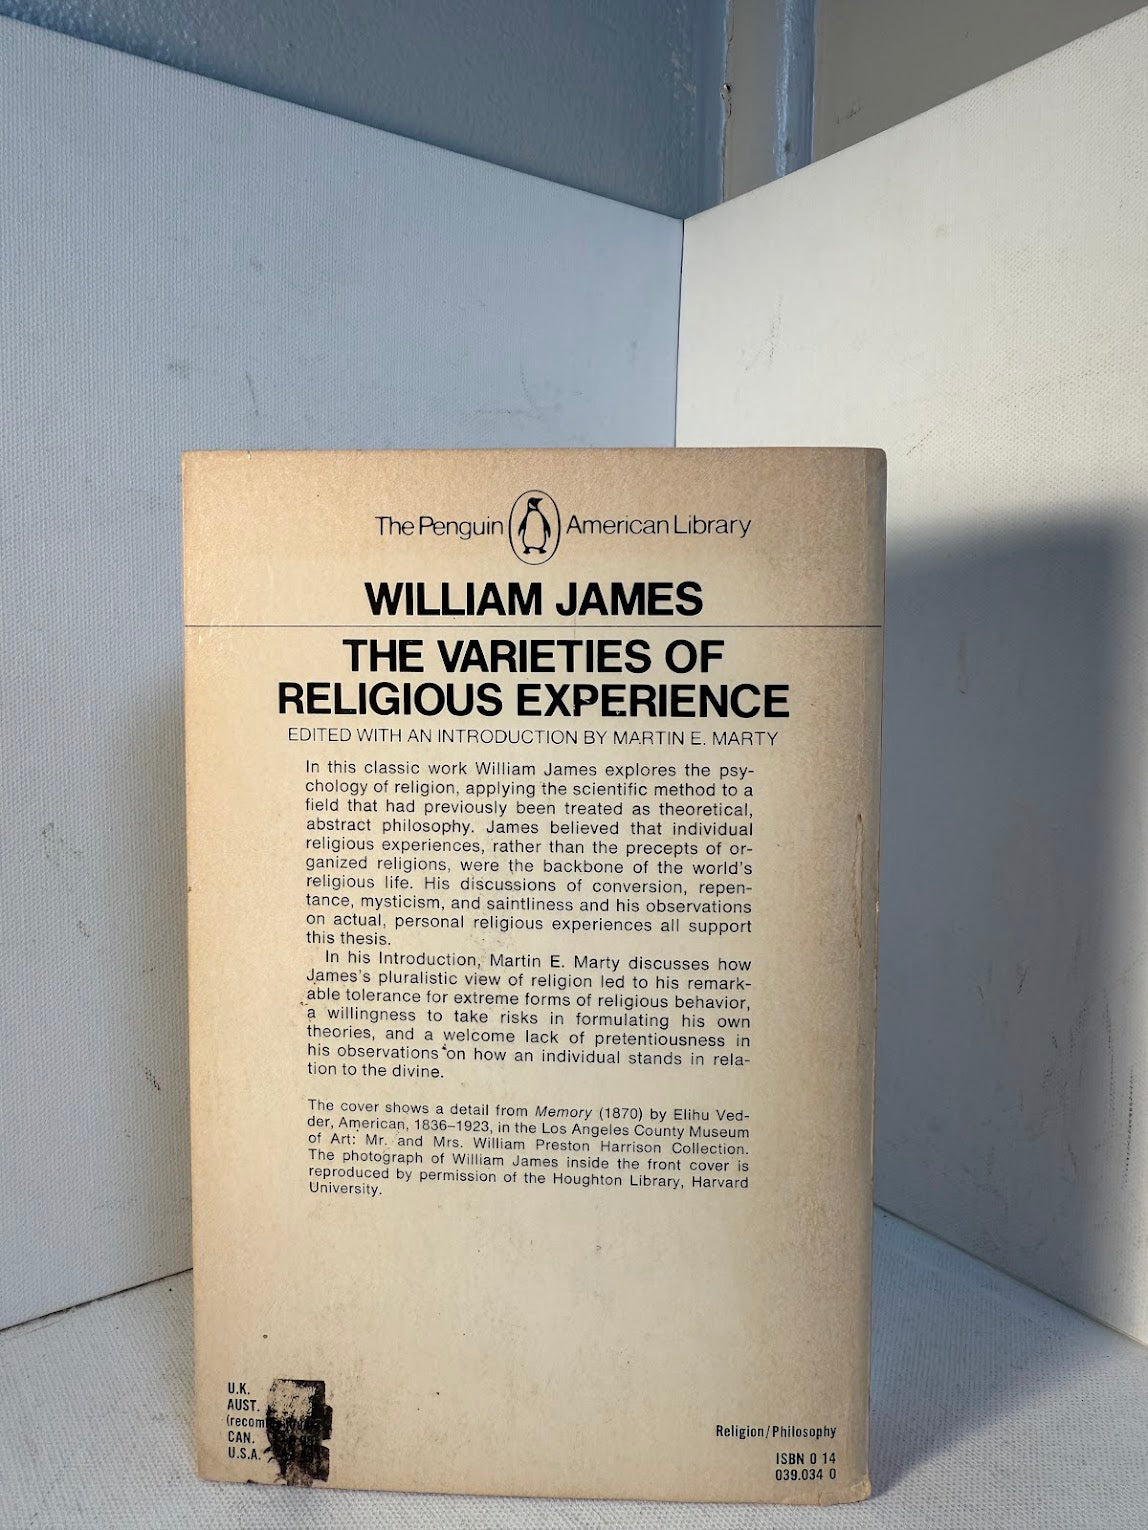 The Penguin American Library
WILLIAM JAMES
THE VARIETIES OF
RELIGIOUS EXPERIENCE
EDITED WITH AN INTRODUCTION BY MARTIN E. MARTY
In this classic work William James explores the psy-
chology of religion, applying the scientific method to a
field that had previously been treated as theoretical,
abstract philosophy. James believed that individual
religious experiences, rather than the precepts of or-
ganized religions, were the backbone of the world's
religious life. His discussions of conversion, repen-
tance, mysticism, and saintliness and his observations
on actual, personal religious experiences all support
this thesis.
In his Introduction, Martin E. Marty discusses how
James's pluralistic view of religion led to his remark-
able tolerance for extreme forms of religious behavior,
a willingness to take risks in formulating his own
theories, and a welcome lack of pretentiousness in
his observations on how an individual stands in rela-
tion to the divine.
The cover shows a detail from Memory (1870) by Elihu Ved-
der, American, 1836–1923, in the Los Angeles County Museum
of Art: Mr. and Mrs. William Preston Harrison Collection.
The photograph of William James inside the front cover is
reproduced by permission of the Houghton Library, Harvard
University.
U.K.
AUST.
(recom
CAN.
U.S.A.
Religion/Philosophy
ISBN 0 14
039.034 0